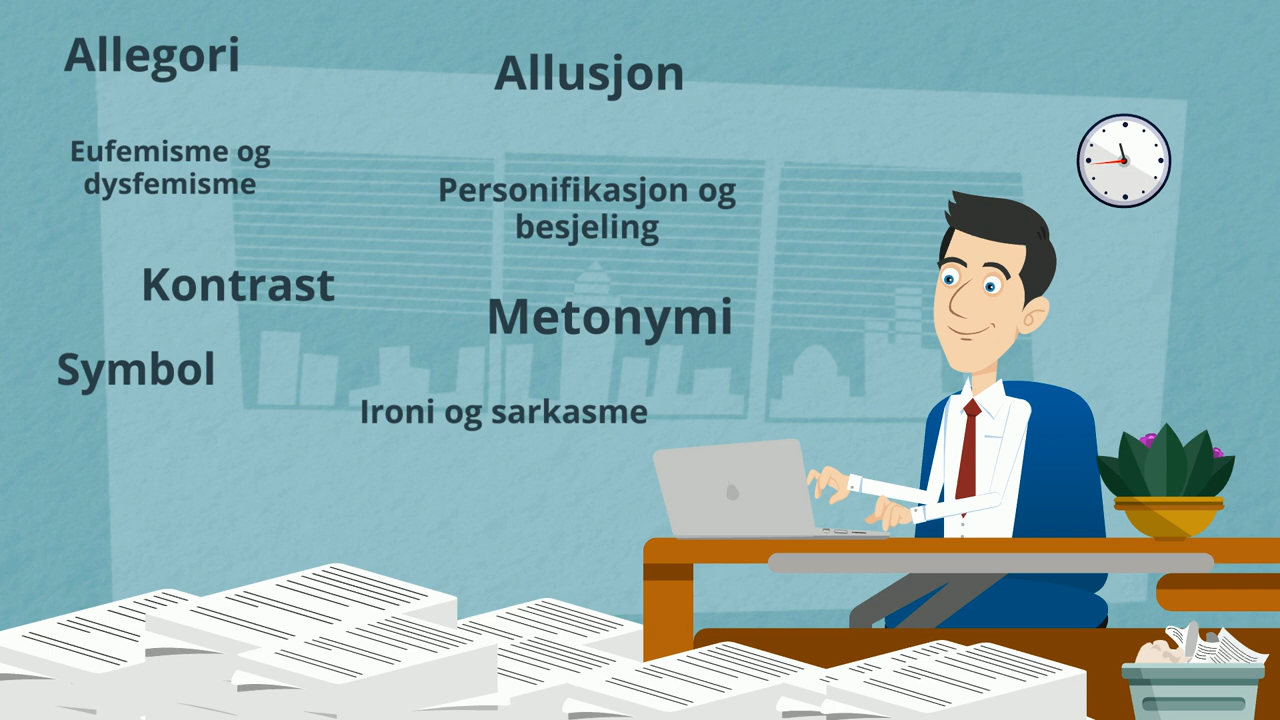 Allegori
Allusjon
Eufemisme og
dysfemisme
Personifikasjon og
besjeling
Kontrast
Metonymi
Symbol
Ironi og sarkasme